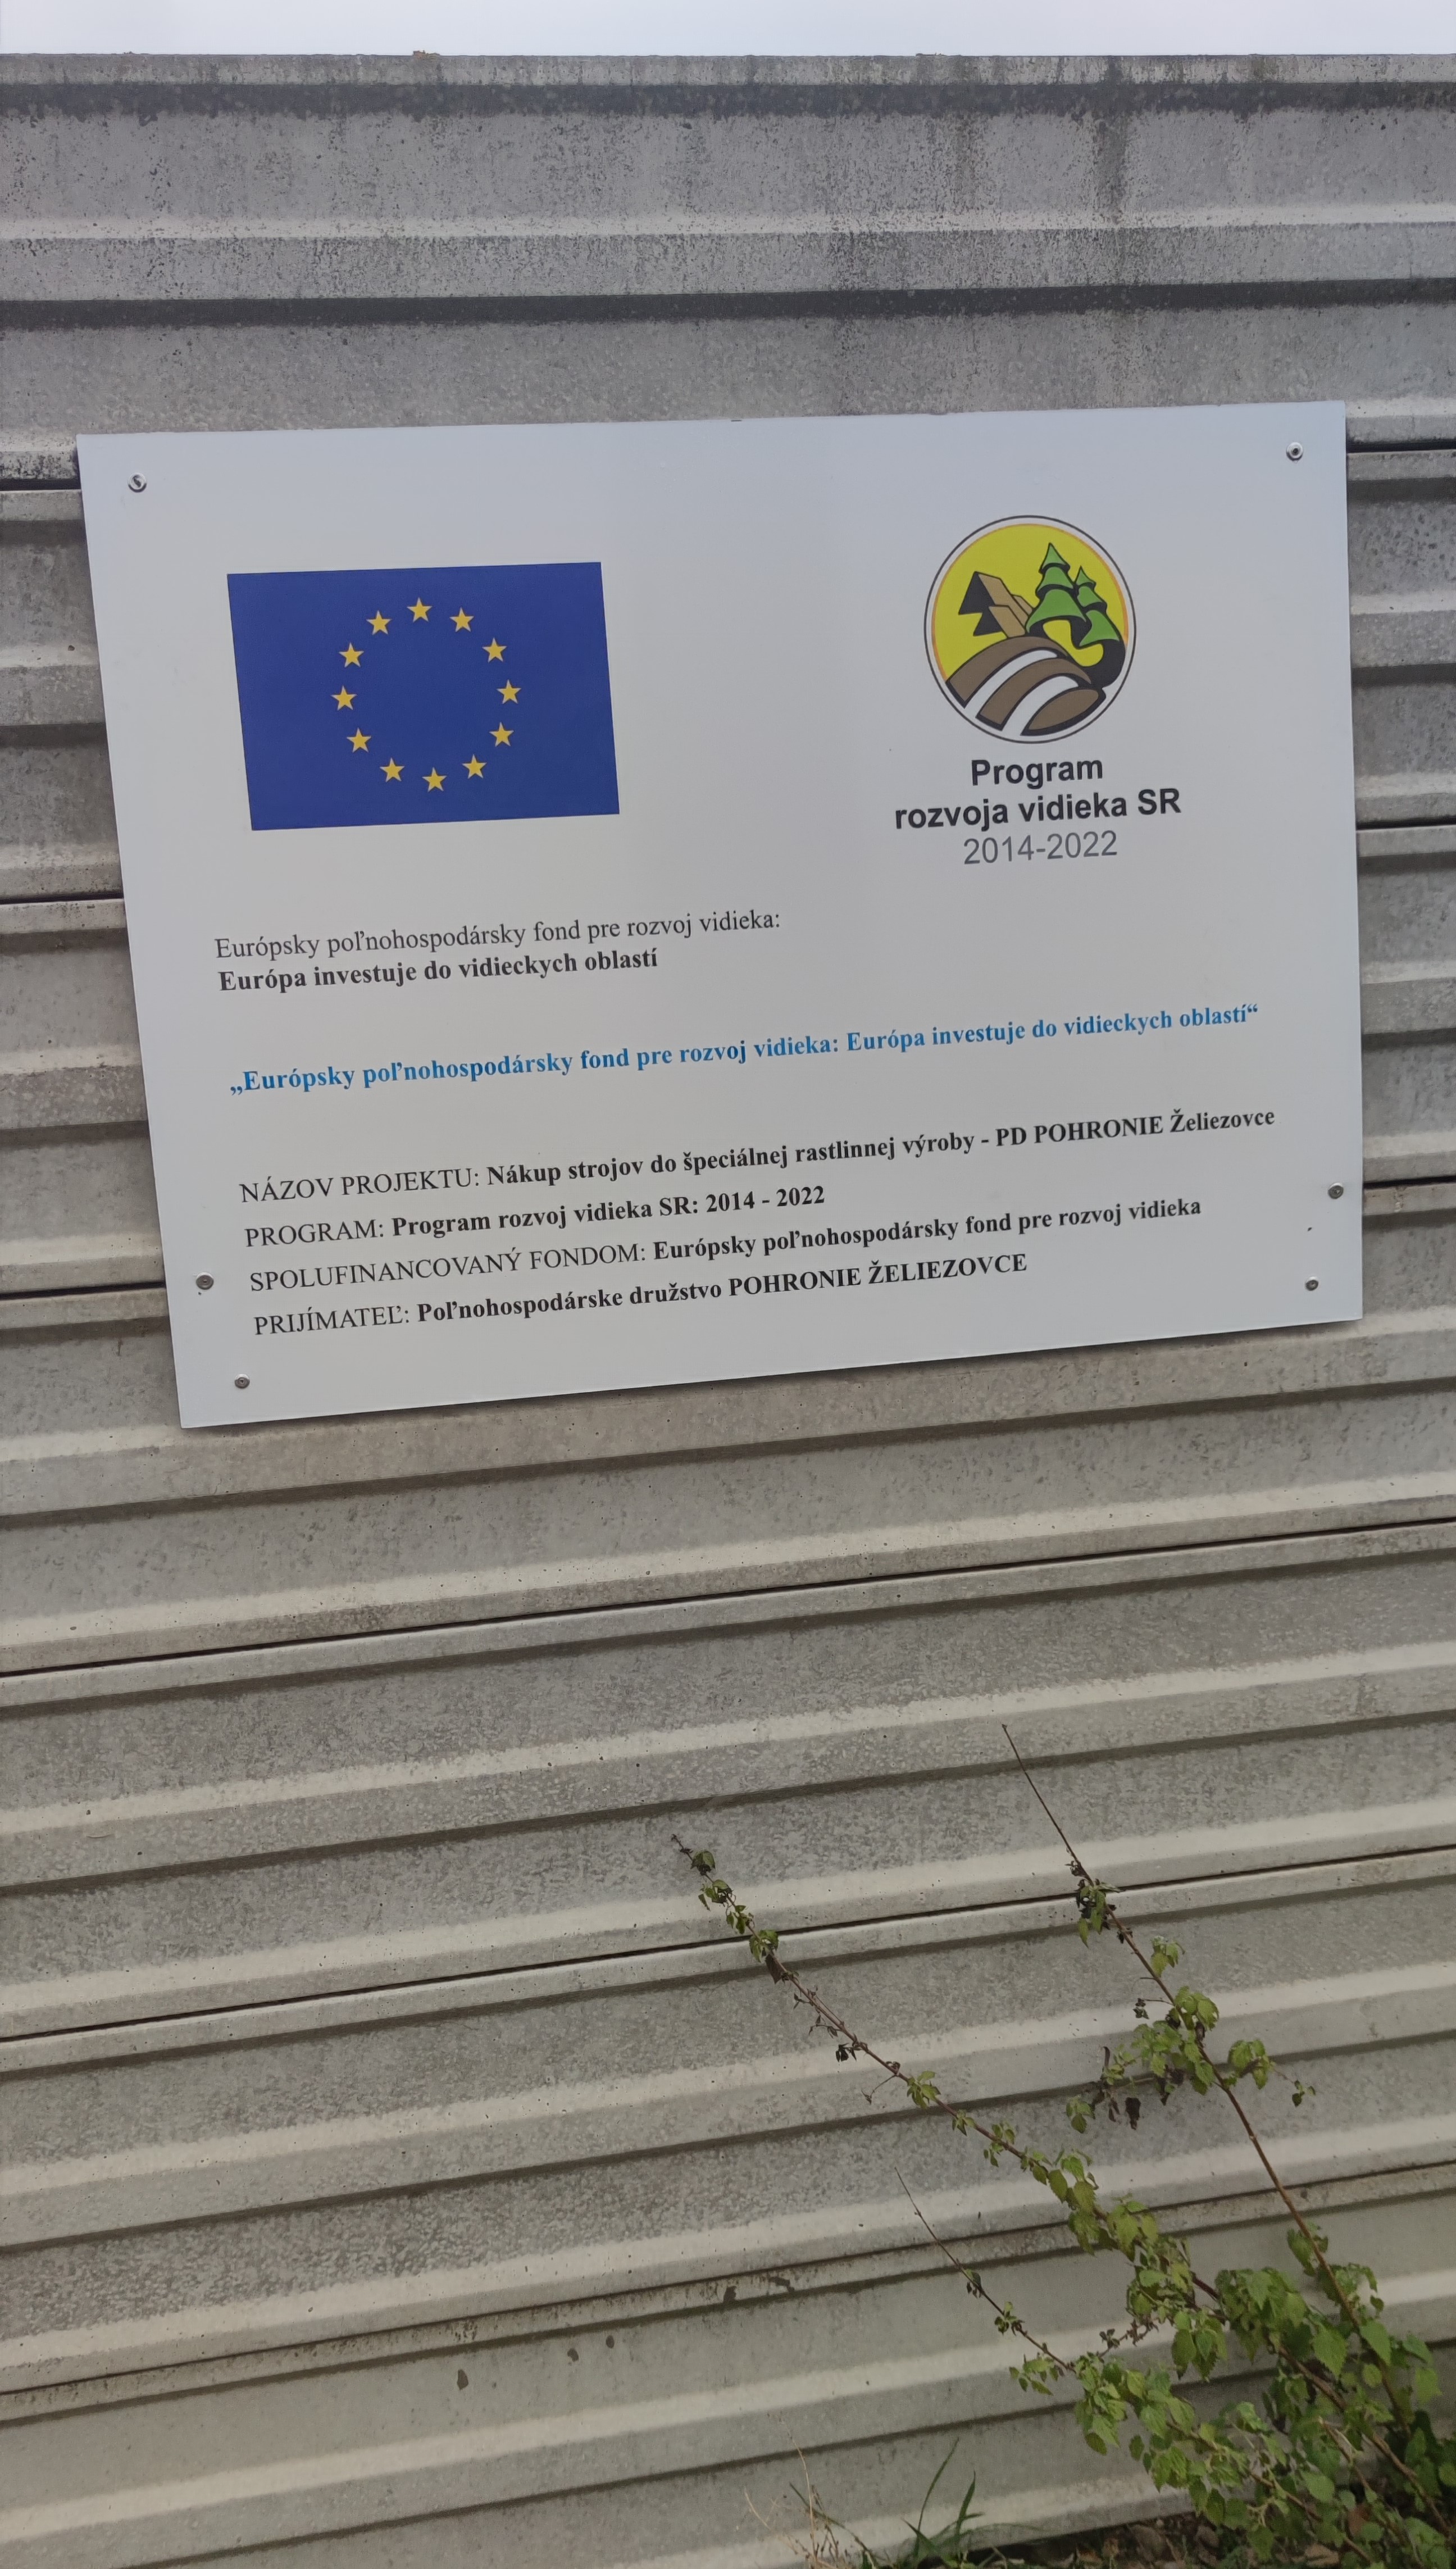 Program
rozvoja vidieka SR
2014-2022
Európsky poľnohospodársky fond pre rozvoj vidieka:
Európa investuje do vidieckych oblastí
„Európsky poľnohospodársky fond pre rozvoj vidieka: Európa investuje do vidieckych oblastí“
NÁZOV PROJEKTU: Nákup strojov do špeciálnej rastlinnej výroby - PD POHRONIE Želiezovce
PROGRAM: Program rozvoj vidieka SR: 2014 - 2022
SPOLUFINANCOVANÝ FONDOM: Európsky poľnohospodársky fond pre rozvoj vidieka
PRIJÍMATEĽ: Poľnohospodárske družstvo POHRONIE ŽELIEZOVCE